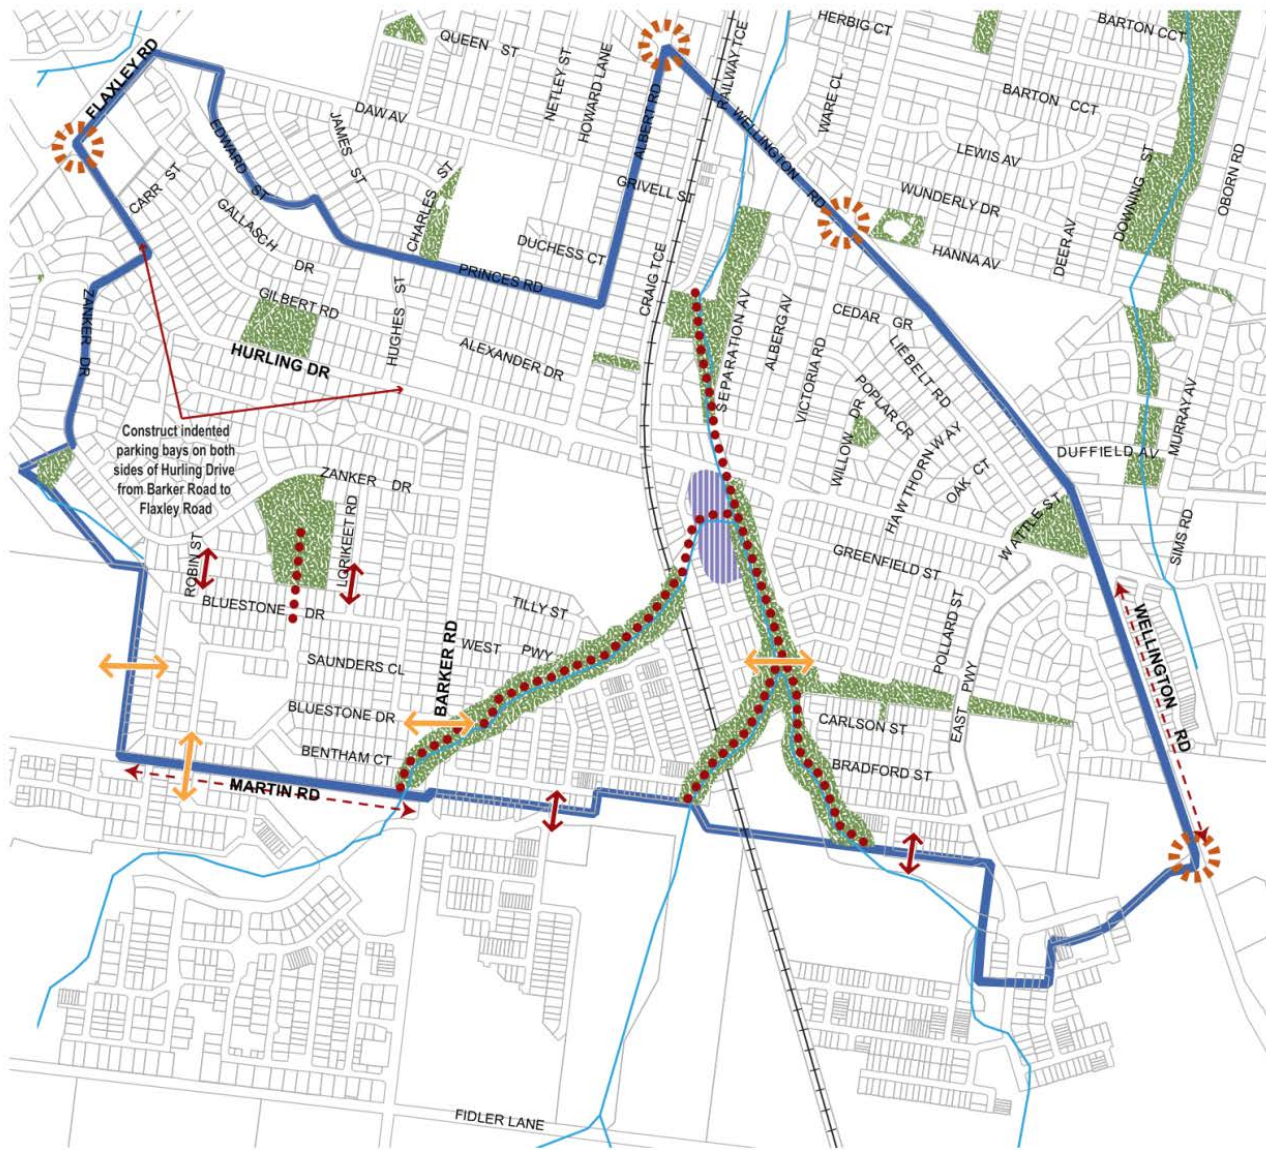 HERBIG CT
BARTON CCT
QUEEN ST
FLAXLEY RD
NETLEY ST
HOWARD LANE
RAILWAY TCE
WARE CL
BARTON CCT
DAW AV
JAMES ST
ALBERT RD
WELLINGTON RD
LEWIS AV
EDWARD ST
CARR ST
CHARLES ST
GRIVELL ST
WUNDERLY DR
DOWNING ST
OBORN RD
GALLASCH DR
DUCHESS CT
HANNA AV
DEER AV
PRINCES RD
CRAIG TCE
ZANKER DR
GILBERT RD
HUGHES ST
SEPARATION AV
ALBERG AV
CEDAR GR
HURLING DR
ALEXANDER DR
VICTORIA RD
LIEBELT RD
POPLAR CR
WILLOW DR
MURRAY AV
Construct indented
parking bays on both
sides of Hurling Drive
from Barker Road to
Flaxley Road
HAWTHORN WAY
OAK CT
DUFFIELD AV
ZANKER DR
LORIKEET RD
WATTLE ST
SIMS RD
ROBIN ST
GREENFIELD ST
BLUESTONE DR
TILLY ST
POLLARD ST
WELLINGTON RD
BARKER RD
WEST PWY
SAUNDERS CL
EAST PWY
BLUESTONE DR
CARLSON ST
BENTHAM CT
BRADFORD ST
MARTIN RD
FIDLER LANE